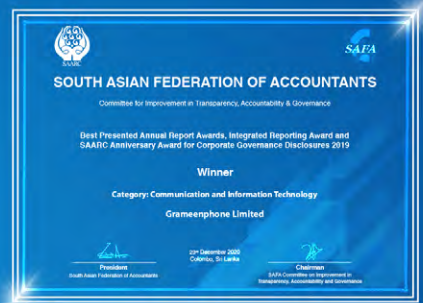 SAARC
SAFA
SOUTH ASIAN FEDERATION OF ACCOUNTANTS
Committee for Improvement in Transparency, Accountability & Governance
Best Presented Annual Report Awards, Integrated Reporting Award and
SAARC Anniversary Award for Corporate Governance Disclosures 2019
Winner
Category: Communication and Information Technology
Grameenphone Limited
23rd December 2020
Colombo, Sri Lanka
President
South Asian Federation of Accountants
Chairman
SAFA Committee on Improvement in
Transparency, Accountability and Governance